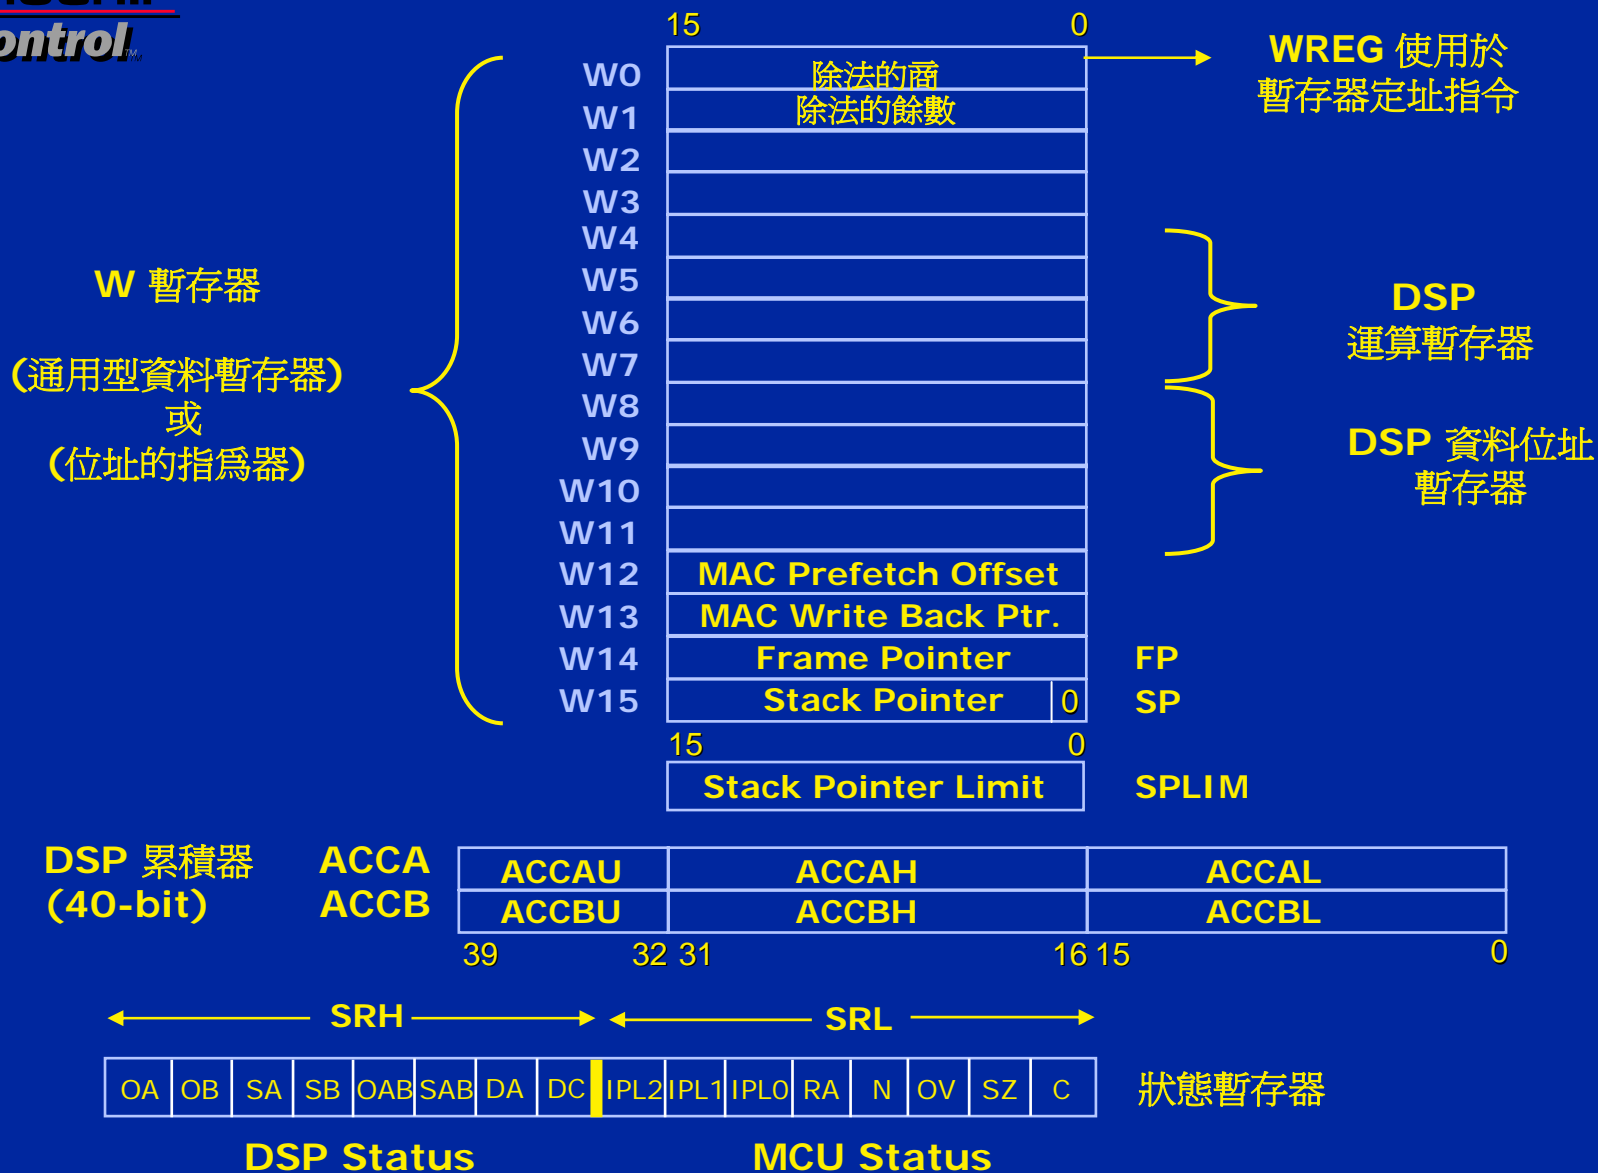 ontrol™
15 0
W0 除法的商
W1 除法的餘數
W2
W3
W4
W5
W6
W7
W8
W9
W10
W11
W12 MAC Prefetch Offset
W13 MAC Write Back Ptr.
W14 Frame Pointer FP
W15 Stack Pointer 0 SP
15 0
Stack Pointer Limit SPLIM
WREG 使用於
暫存器定址指令
W 暫存器
(通用型資料暫存器)
或
(位址的指爲器)
DSP
運算暫存器
DSP 資料位址
暫存器
DSP 累積器 ACCA ACCAU ACCAH ACCAL
(40-bit) ACCB ACCBU ACCBH ACCBL
39 32 31 16 15 0
SRH SRL
OA OB SA SB OAB SAB DA DC IPL2 IPL1 IPL0 RA N OV SZ C 狀態暫存器
DSP Status MCU Status